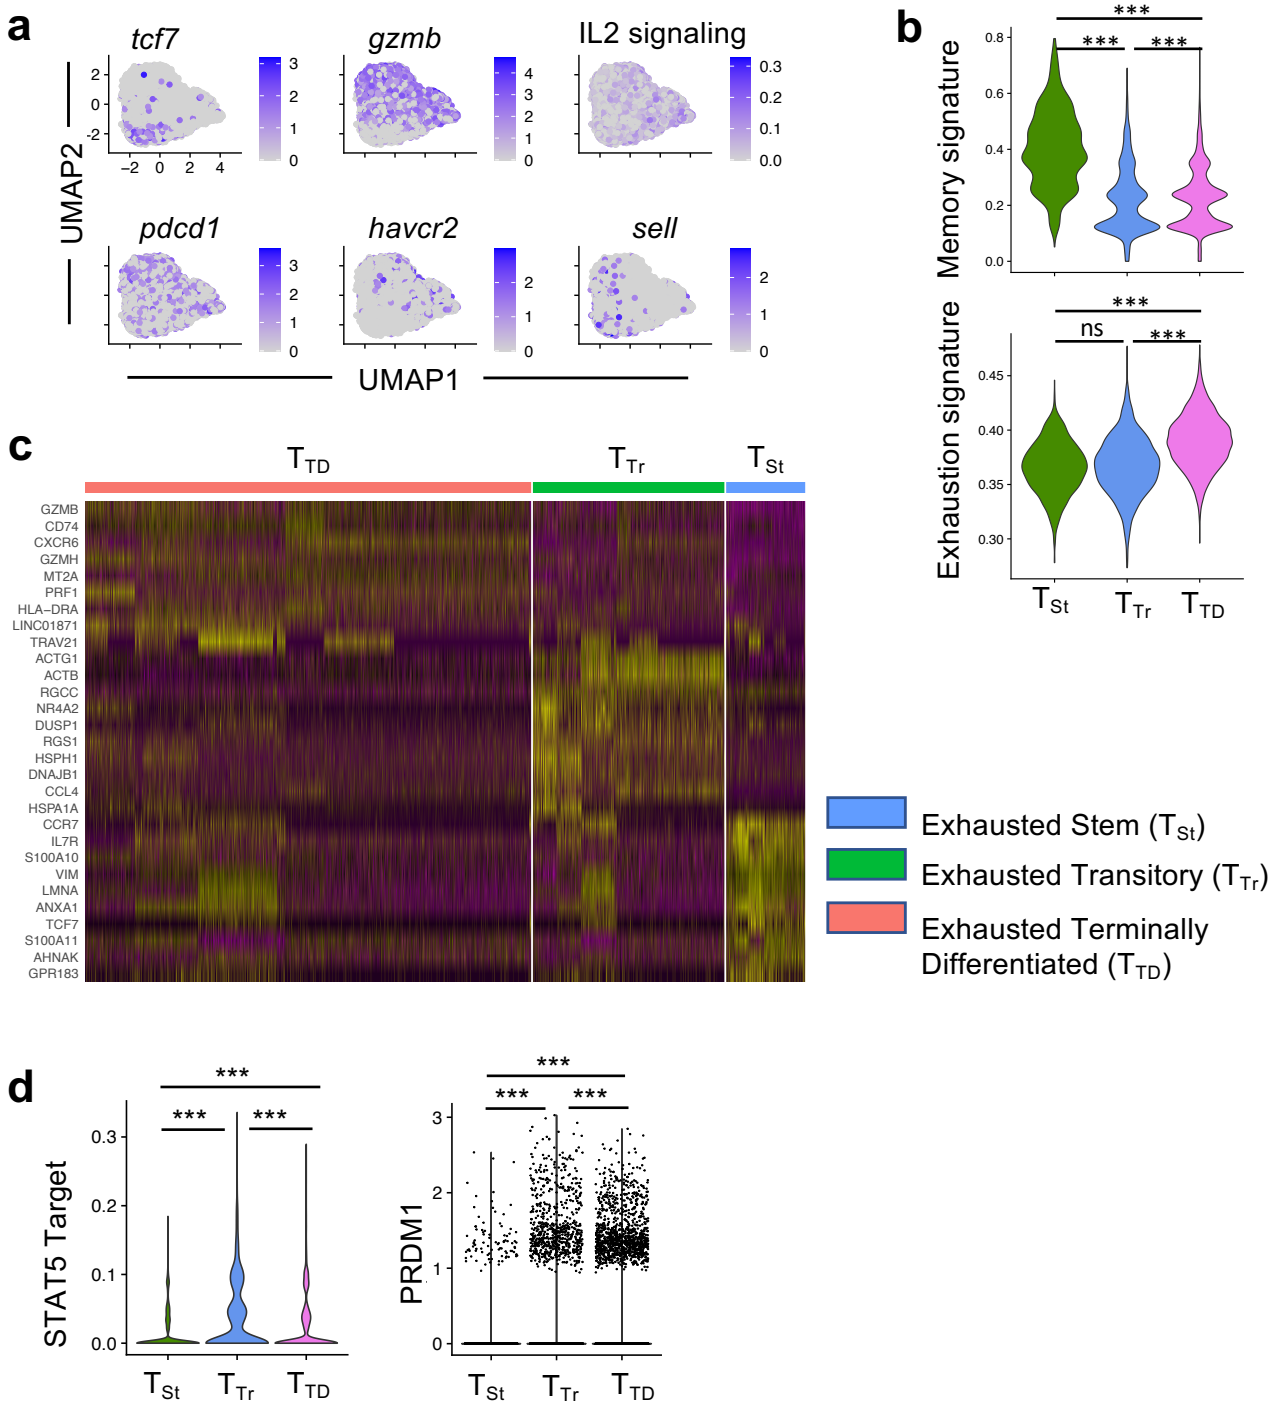 a
tcf7
gzmb
IL2 signaling
2
0
-2
−2 0 2 4
3
2
1
0
4
3
2
1
0
0.3
0.2
0.1
0.0
UMAP2
pdcd1
havcr2
sell
3
2
1
0
2
1
0
2
1
0
UMAP1
b
***
*** ***
Memory signature
0.8
0.6
0.4
0.2
0.0
***
ns ***
Exhaustion signature
0.45
0.40
0.35
0.30
TSt TTr TTD
c
TTD TTr TSt
GZMB
CD74
CXCR6
GZMH
MT2A
PRF1
HLA−DRA
LINC01871
TRAV21
ACTG1
ACTB
RGCC
NR4A2
DUSP1
RGS1
HSPH1
DNAJB1
CCL4
HSPA1A
CCR7
IL7R
S100A10
VIM
LMNA
ANXA1
TCF7
S100A11
AHNAK
GPR183
Exhausted Stem (TSt)
Exhausted Transitory (TTr)
Exhausted Terminally
Differentiated (TTD)
d
***
*** ***
STAT5 Target
0.3
0.2
0.1
0.0
TSt TTr TTD
***
*** ***
PRDM1
3
2
1
0
TSt TTr TTD